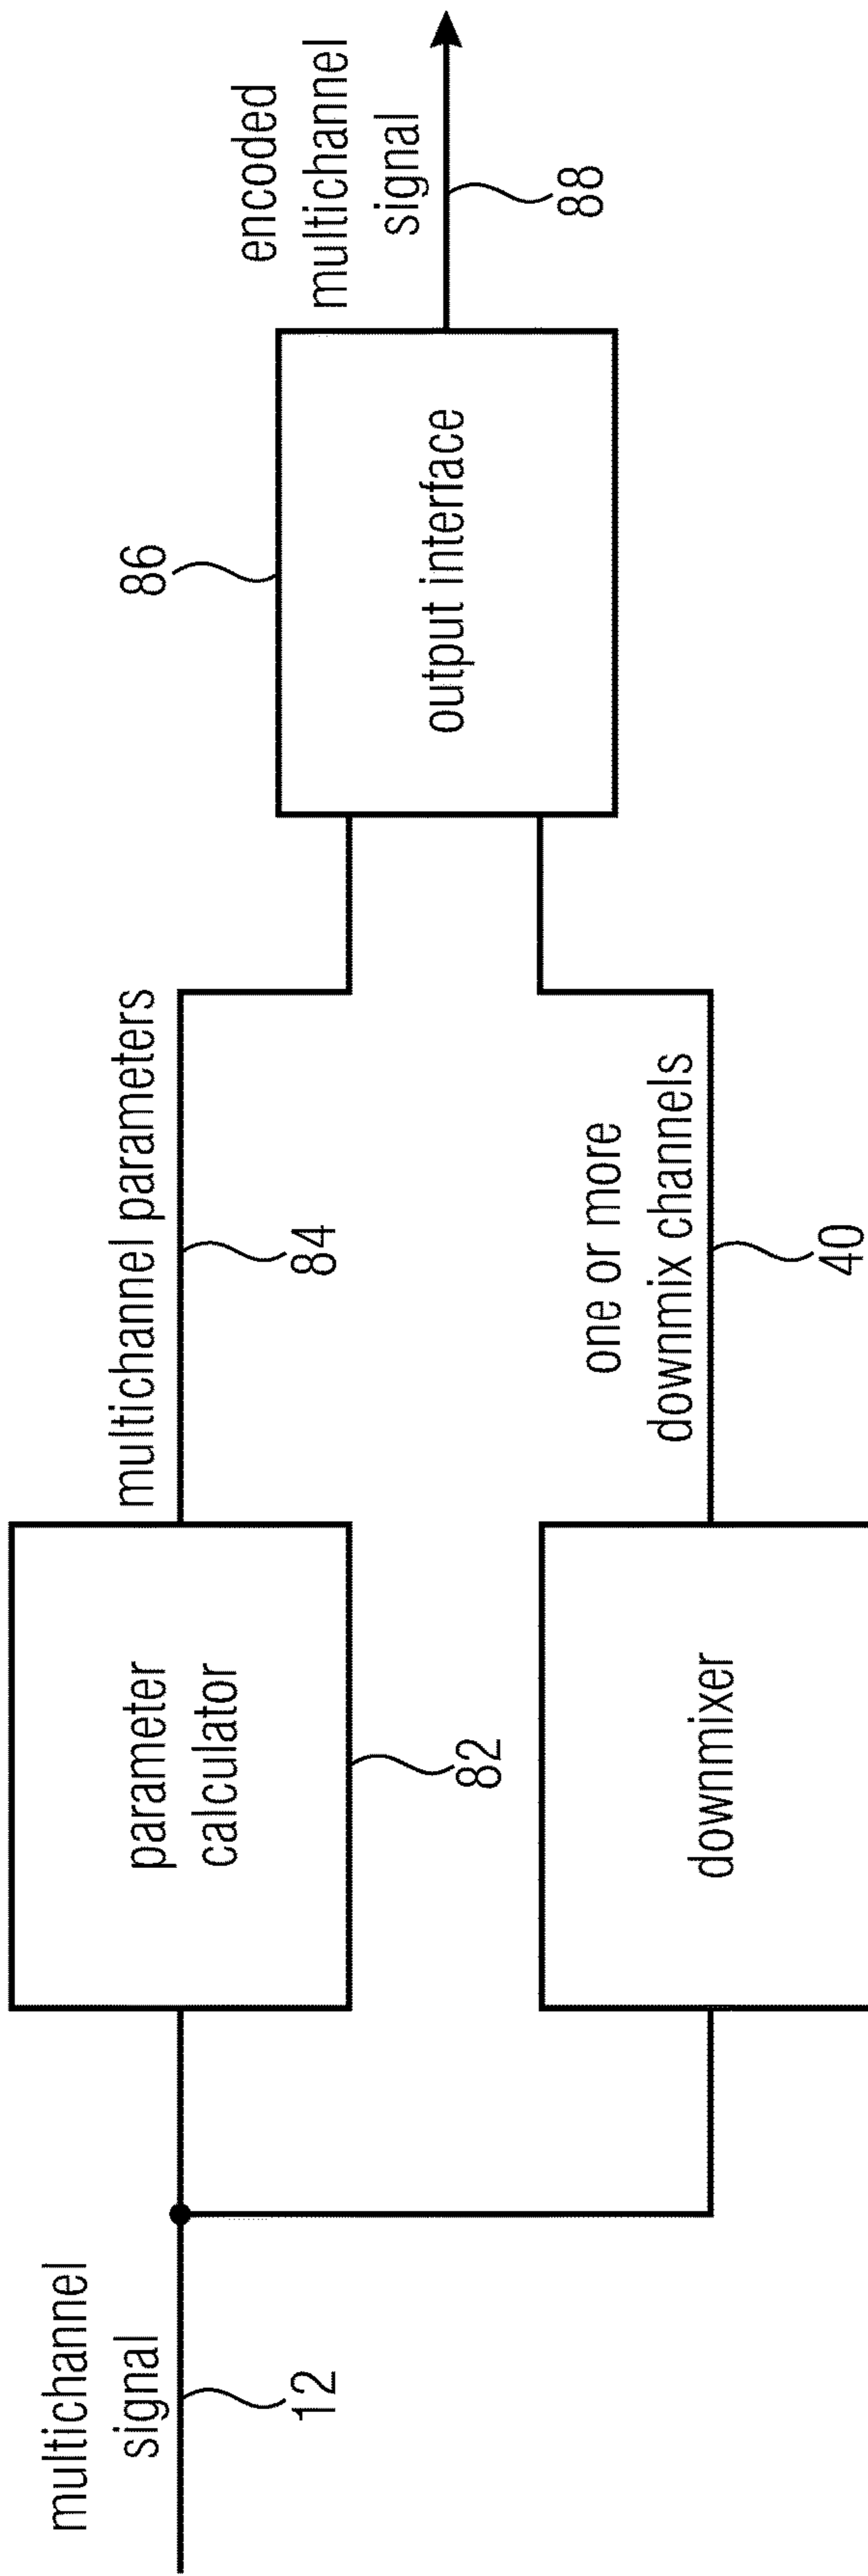 multichannel
signal
12
parameter
calculator
82
multichannel parameters
84
downmixer
one or more
downmix channels
40
86
output interface
encoded
multichannel
signal
88